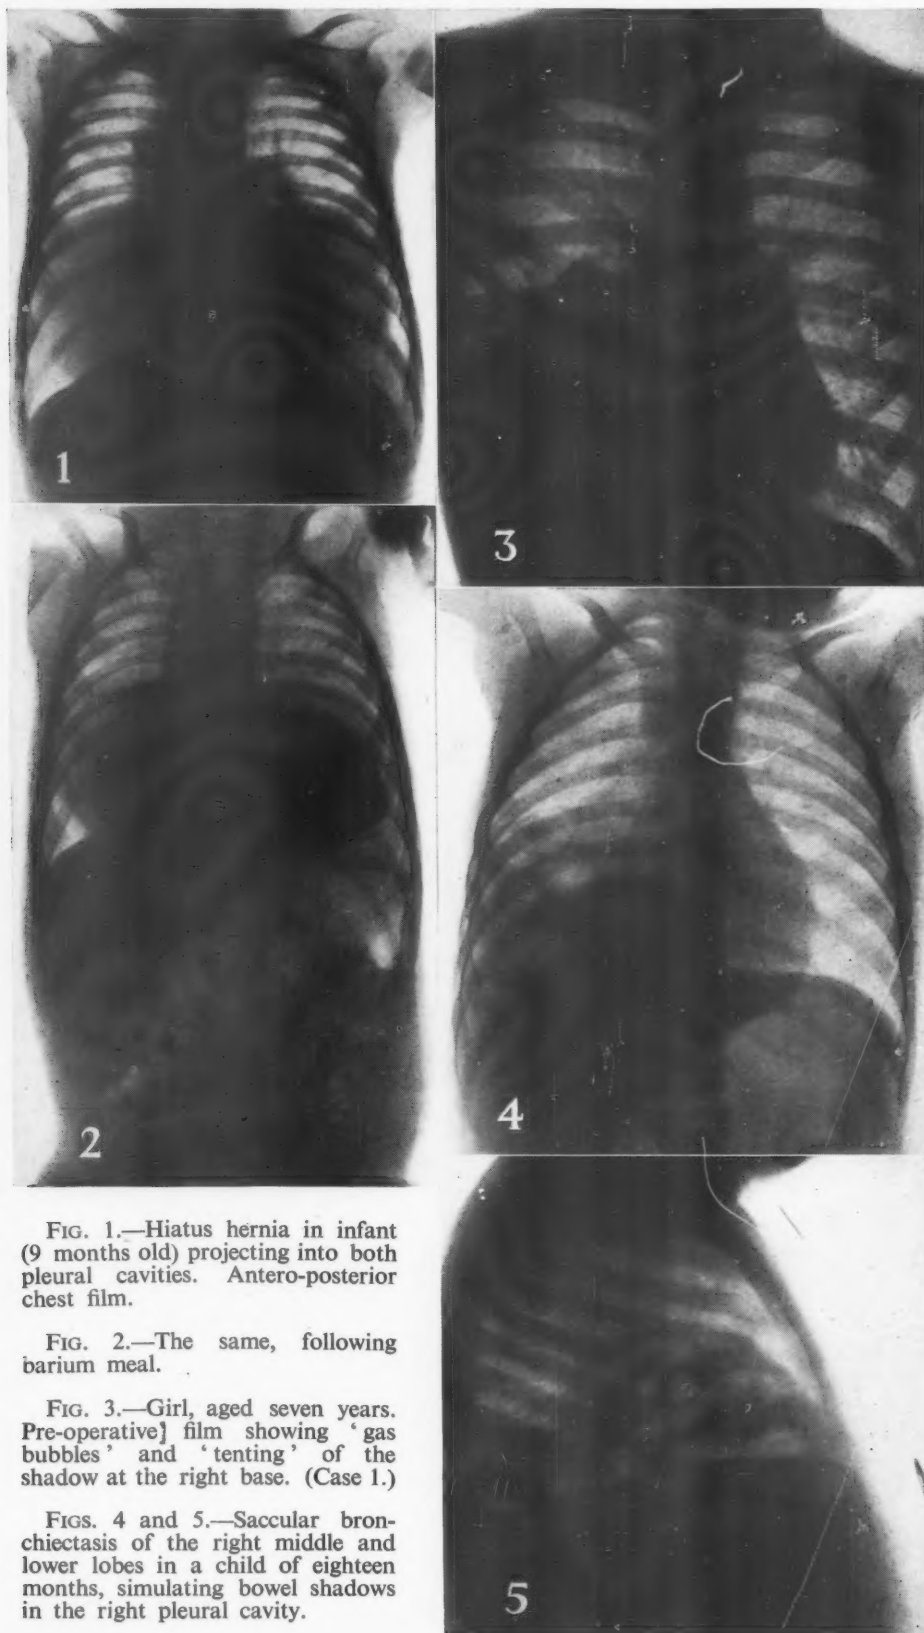 1
3
2
4
5
FIG. 1.—Hiatus hernia in infant
(9 months old) projecting into both
pleural cavities. Antero-posterior
chest film.
FIG. 2.—The same, following
barium meal.
FIG. 3.—Girl, aged seven years.
Pre-operative] film showing ‘gas
bubbles’ and ‘tenting’ of the
shadow at the right base. (Case 1.)
FIGS. 4 and 5.—Saccular bron-
chiectasis of the right middle and
lower lobes in a child of eighteen
months, simulating bowel shadows
in the right pleural cavity.